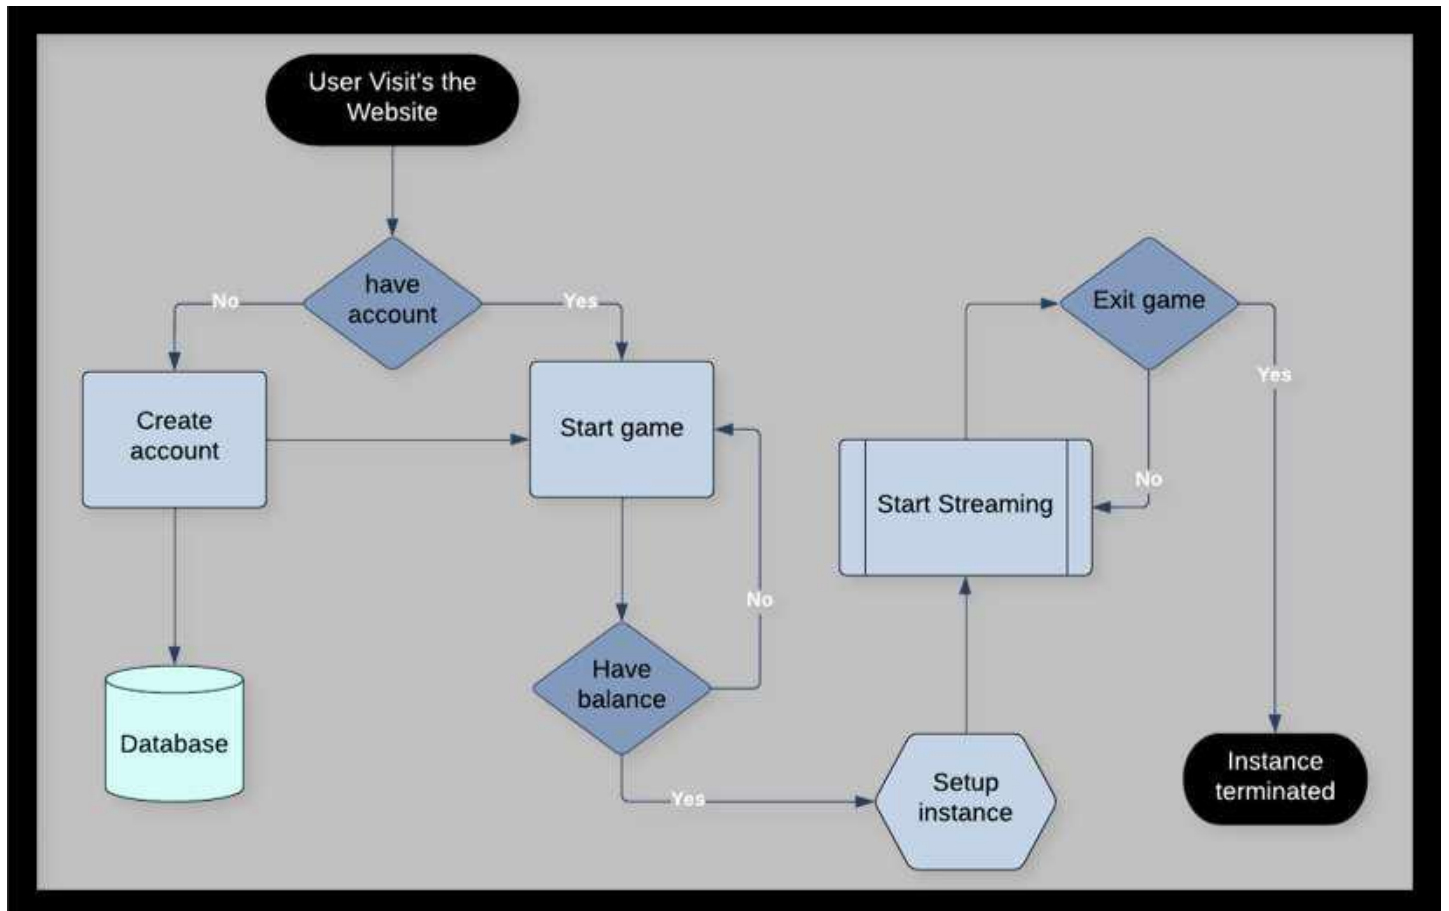 User Visit's the
Website
have
account
No
Yes
Create
account
Start game
No
Database
Have
balance
Yes
Setup
instance
Start Streaming
Exit game
No
Yes
Instance
terminated